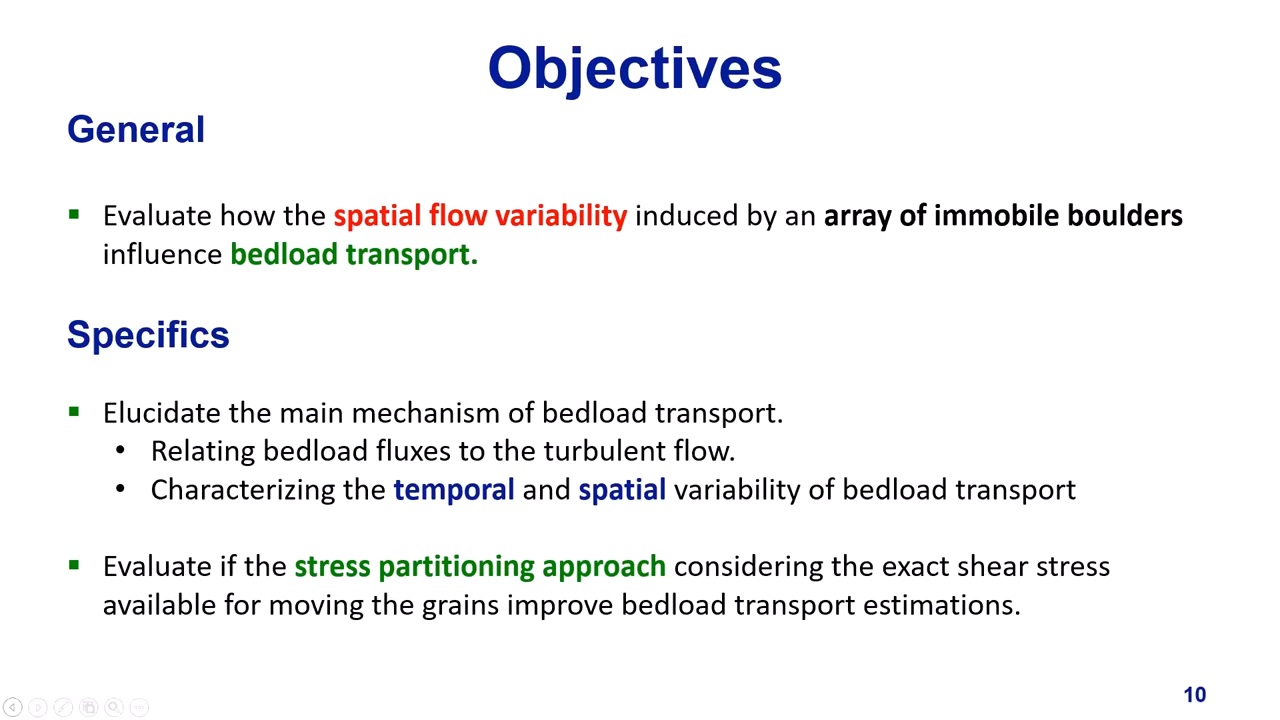 Objectives
General
▪ Evaluate how the spatial flow variability induced by an array of immobile boulders
influence bedload transport.
Specifics
▪ Elucidate the main mechanism of bedload transport.
• Relating bedload fluxes to the turbulent flow.
• Characterizing the temporal and spatial variability of bedload transport
▪ Evaluate if the stress partitioning approach considering the exact shear stress
available for moving the grains improve bedload transport estimations.
10